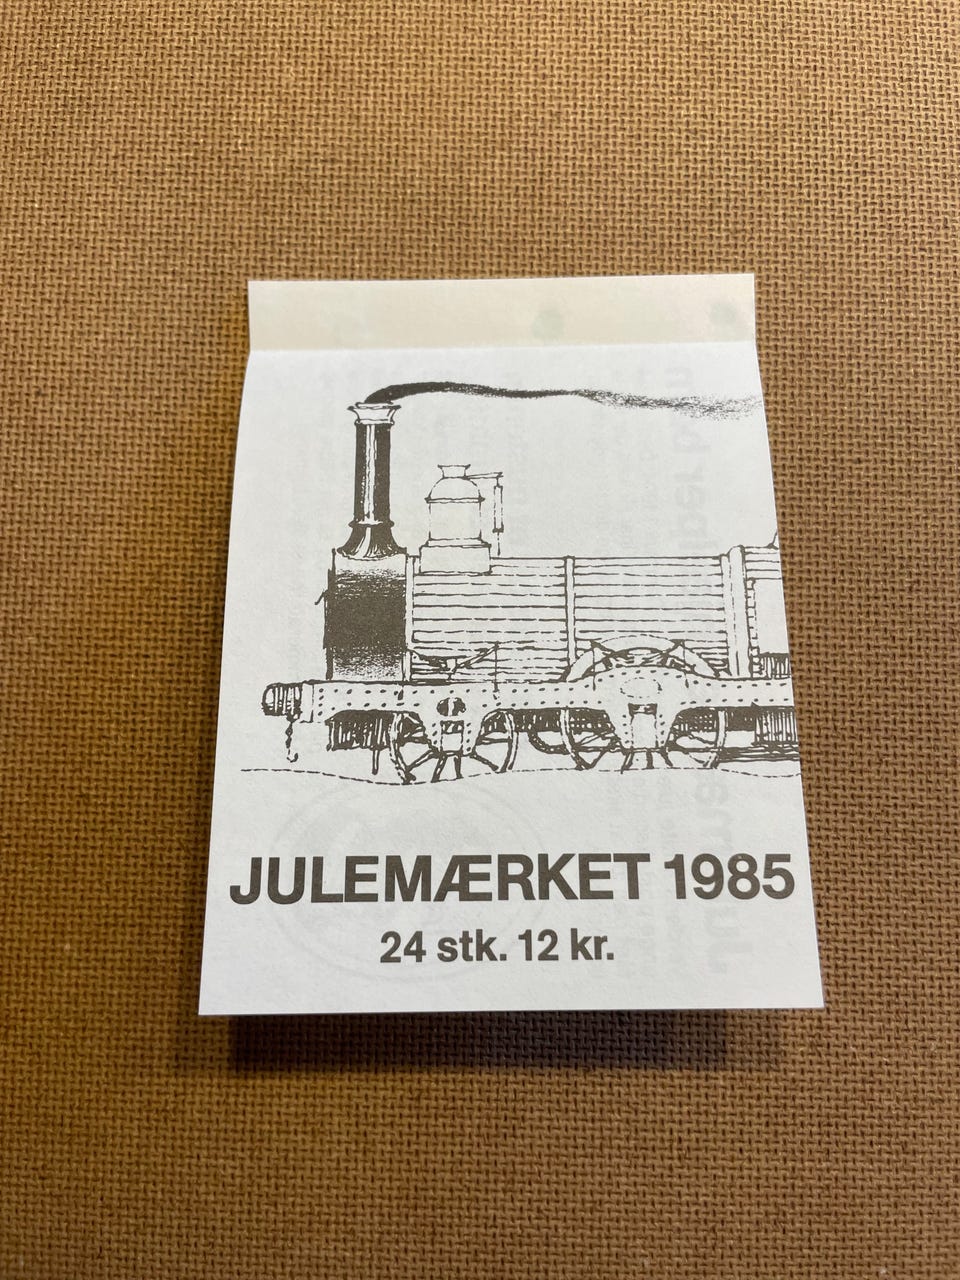 JULEMÆRKET 1985
24 stk. 12 kr.